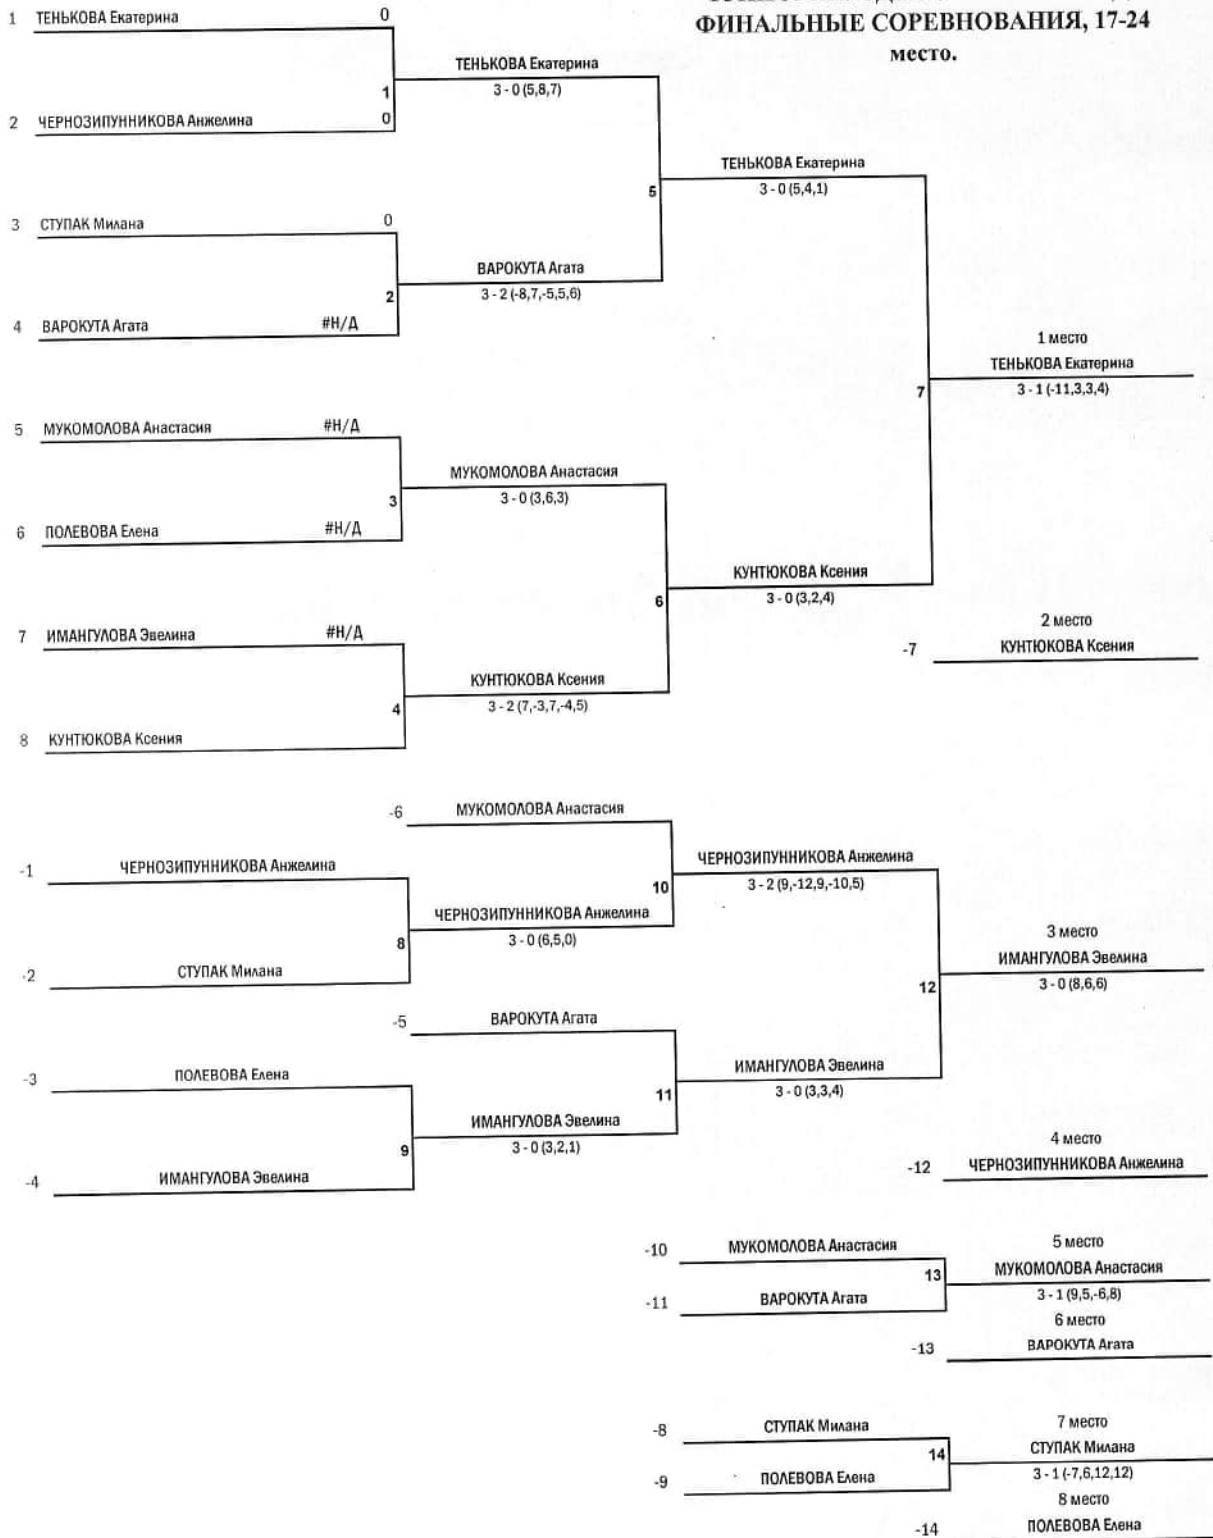 ФИНАЛЬНЫЕ СОРЕВНОВАНИЯ, 17-24
место.
1 ТЕНЬКОВА Екатерина 0
ТЕНЬКОВА Екатерина
3 - 0 (5,8,7)
1
2 ЧЕРНОЗИПУННИКОВА Анжелина 0
ТЕНЬКОВА Екатерина
3 - 0 (5,4,1)
5
3 СТУПАК Милана 0
ВАРОКУТА Агата
3 - 2 (-8,7,-5,5,6)
2
4 ВАРОКУТА Агата #Н/Д
1 место
ТЕНЬКОВА Екатерина
3 - 1 (-11,3,3,4)
7
5 МУКОМОЛОВА Анастасия #Н/Д
МУКОМОЛОВА Анастасия
3 - 0 (3,6,3)
3
6 ПОЛЕВОВА Елена #Н/Д
КУНТЮКОВА Ксения
3 - 0 (3,2,4)
6
7 ИМАНГУЛОВА Эвелина #Н/Д
2 место
-7 КУНТЮКОВА Ксения
КУНТЮКОВА Ксения
3 - 2 (7,-3,7,-4,5)
4
8 КУНТЮКОВА Ксения
-6 МУКОМОЛОВА Анастасия
-1 ЧЕРНОЗИПУННИКОВА Анжелина
ЧЕРНОЗИПУННИКОВА Анжелина
3 - 2 (9,-12,9,-10,5)
10
ЧЕРНОЗИПУННИКОВА Анжелина
3 - 0 (6,5,0)
8
-2 СТУПАК Милана
3 место
ИМАНГУЛОВА Эвелина
3 - 0 (8,6,6)
12
-5 ВАРОКУТА Агата
-3 ПОЛЕВОВА Елена
ИМАНГУЛОВА Эвелина
3 - 0 (3,3,4)
11
ИМАНГУЛОВА Эвелина
3 - 0 (3,2,1)
9
-4 ИМАНГУЛОВА Эвелина
4 место
-12 ЧЕРНОЗИПУННИКОВА Анжелина
-10 МУКОМОЛОВА Анастасия
5 место
13 МУКОМОЛОВА Анастасия
3 - 1 (9,5,-6,8)
-11 ВАРОКУТА Агата
6 место
-13 ВАРОКУТА Агата
-8 СТУПАК Милана
7 место
14 СТУПАК Милана
3 - 1 (-7,6,12,12)
-9 ПОЛЕВОВА Елена
8 место
-14 ПОЛЕВОВА Елена